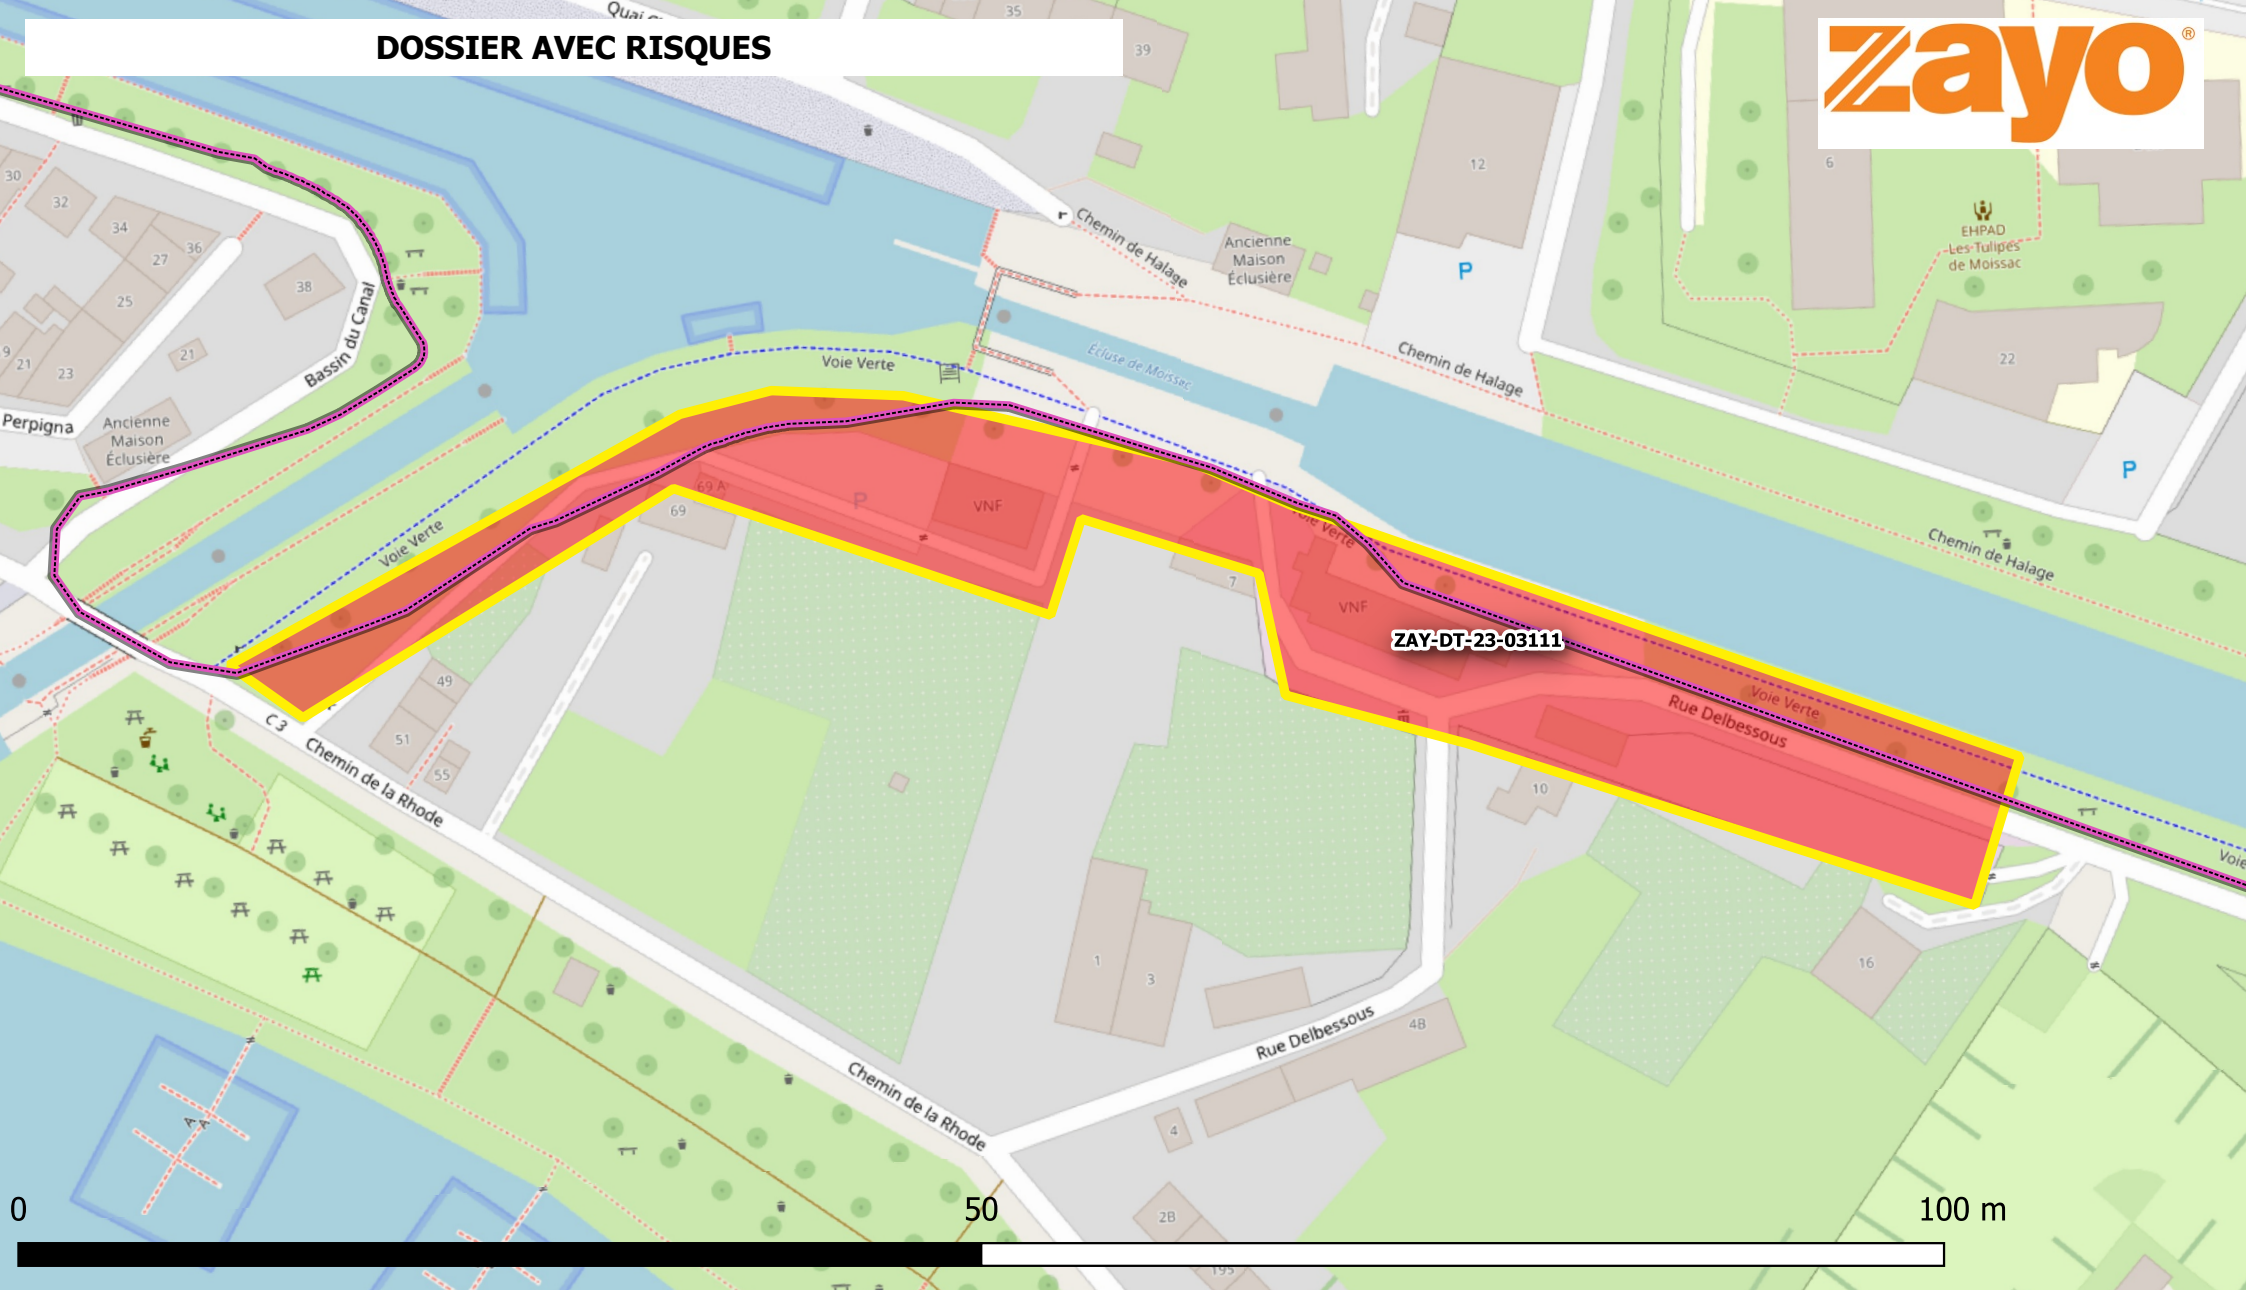 DOSSIER AVEC RISQUES
zayo®
35
39
12
6
30
32
34
36
27
25
38
21
9
21
23
Bassin du Canal
Perpigna
Ancienne
Maison
Éclusière
Chemin de Halage
Ancienne
Maison
Éclusière
P
EHPAD
Les Tulipes
de Moissac
22
Écluse de Moissac
Chemin de Halage
Voie Verte
P
69 A
69
P
VNF
Voie Verte
Voie Verte
7
VNF
ZAY-DT-23-03111
Chemin de Halage
Voie Verte
Rue Delbessous
Voie
49
51
55
C 3
Chemin de la Rhode
10
16
1
3
Rue Delbessous
4B
4
Chemin de la Rhode
2B
195
0
50
100 m